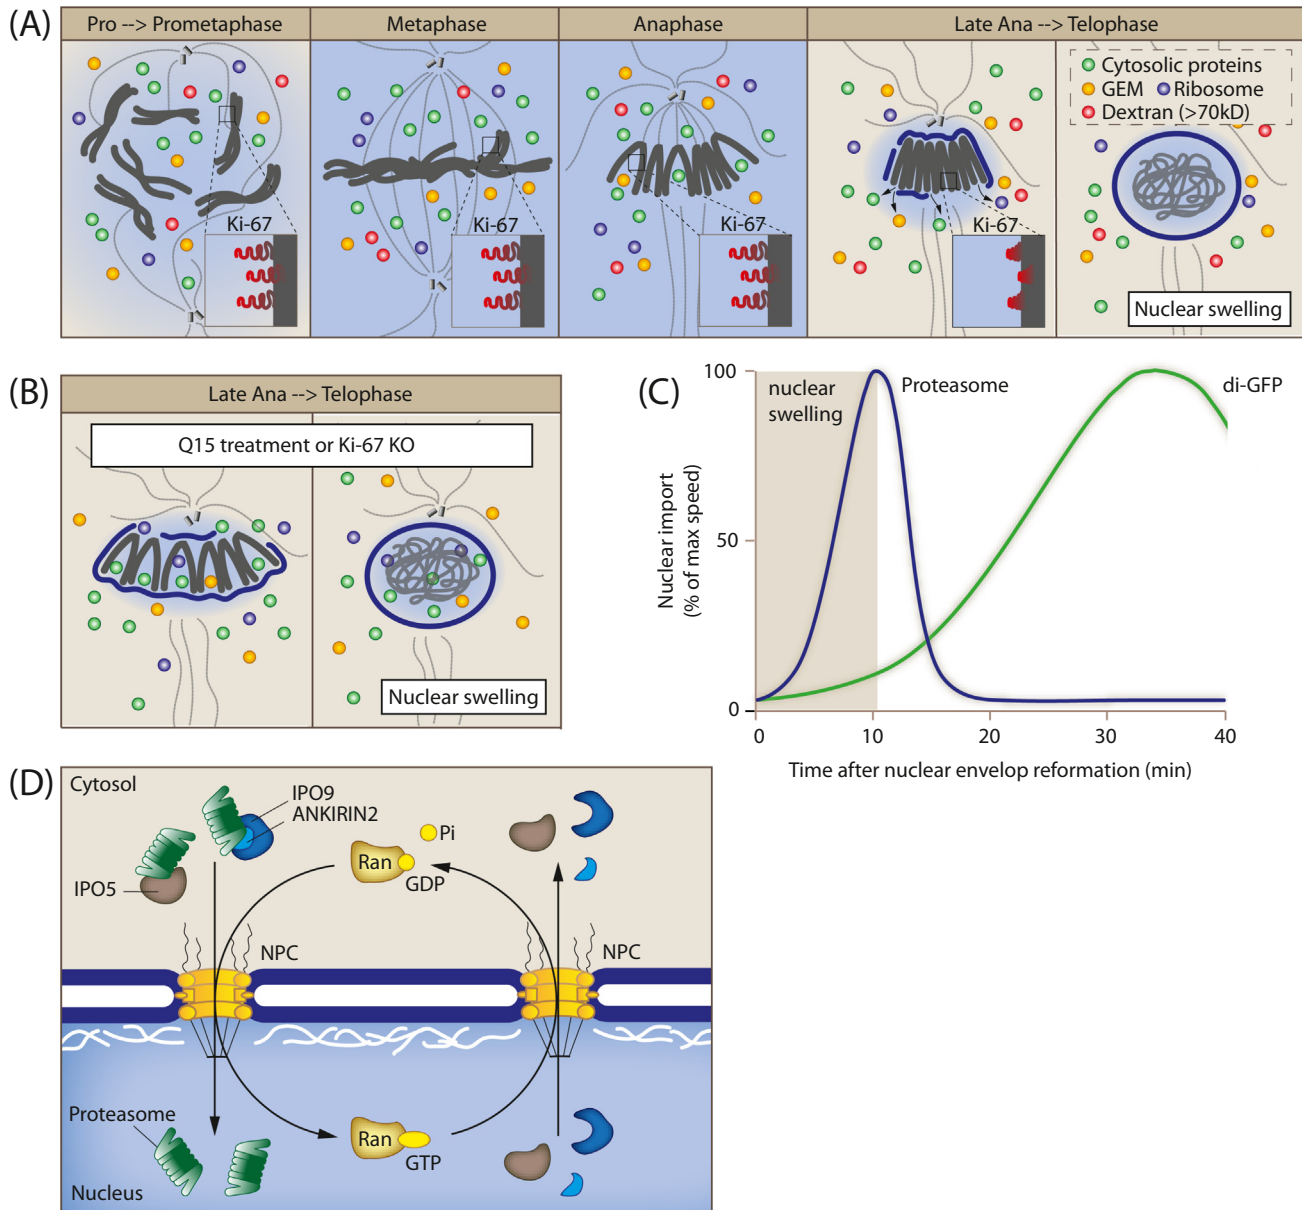 (A)
Pro --> Prometaphase
Metaphase
Anaphase
Late Ana --> Telophase
Cytosolic proteins
GEM
Ribosome
Dextran (>70kD)
Ki-67
Ki-67
Ki-67
Ki-67
Nuclear swelling
(B)
Late Ana --> Telophase
Q15 treatment or Ki-67 KO
Nuclear swelling
(C)
100
50
0
Nuclear import
(% of max speed)
nuclear
swelling
Proteasome
di-GFP
0
10
20
30
40
Time after nuclear envelop reformation (min)
(D)
Cytosol
IPO9
ANKIRIN2
IPO5
Pi
Ran
GDP
NPC
NPC
Proteasome
Ran
GTP
Nucleus